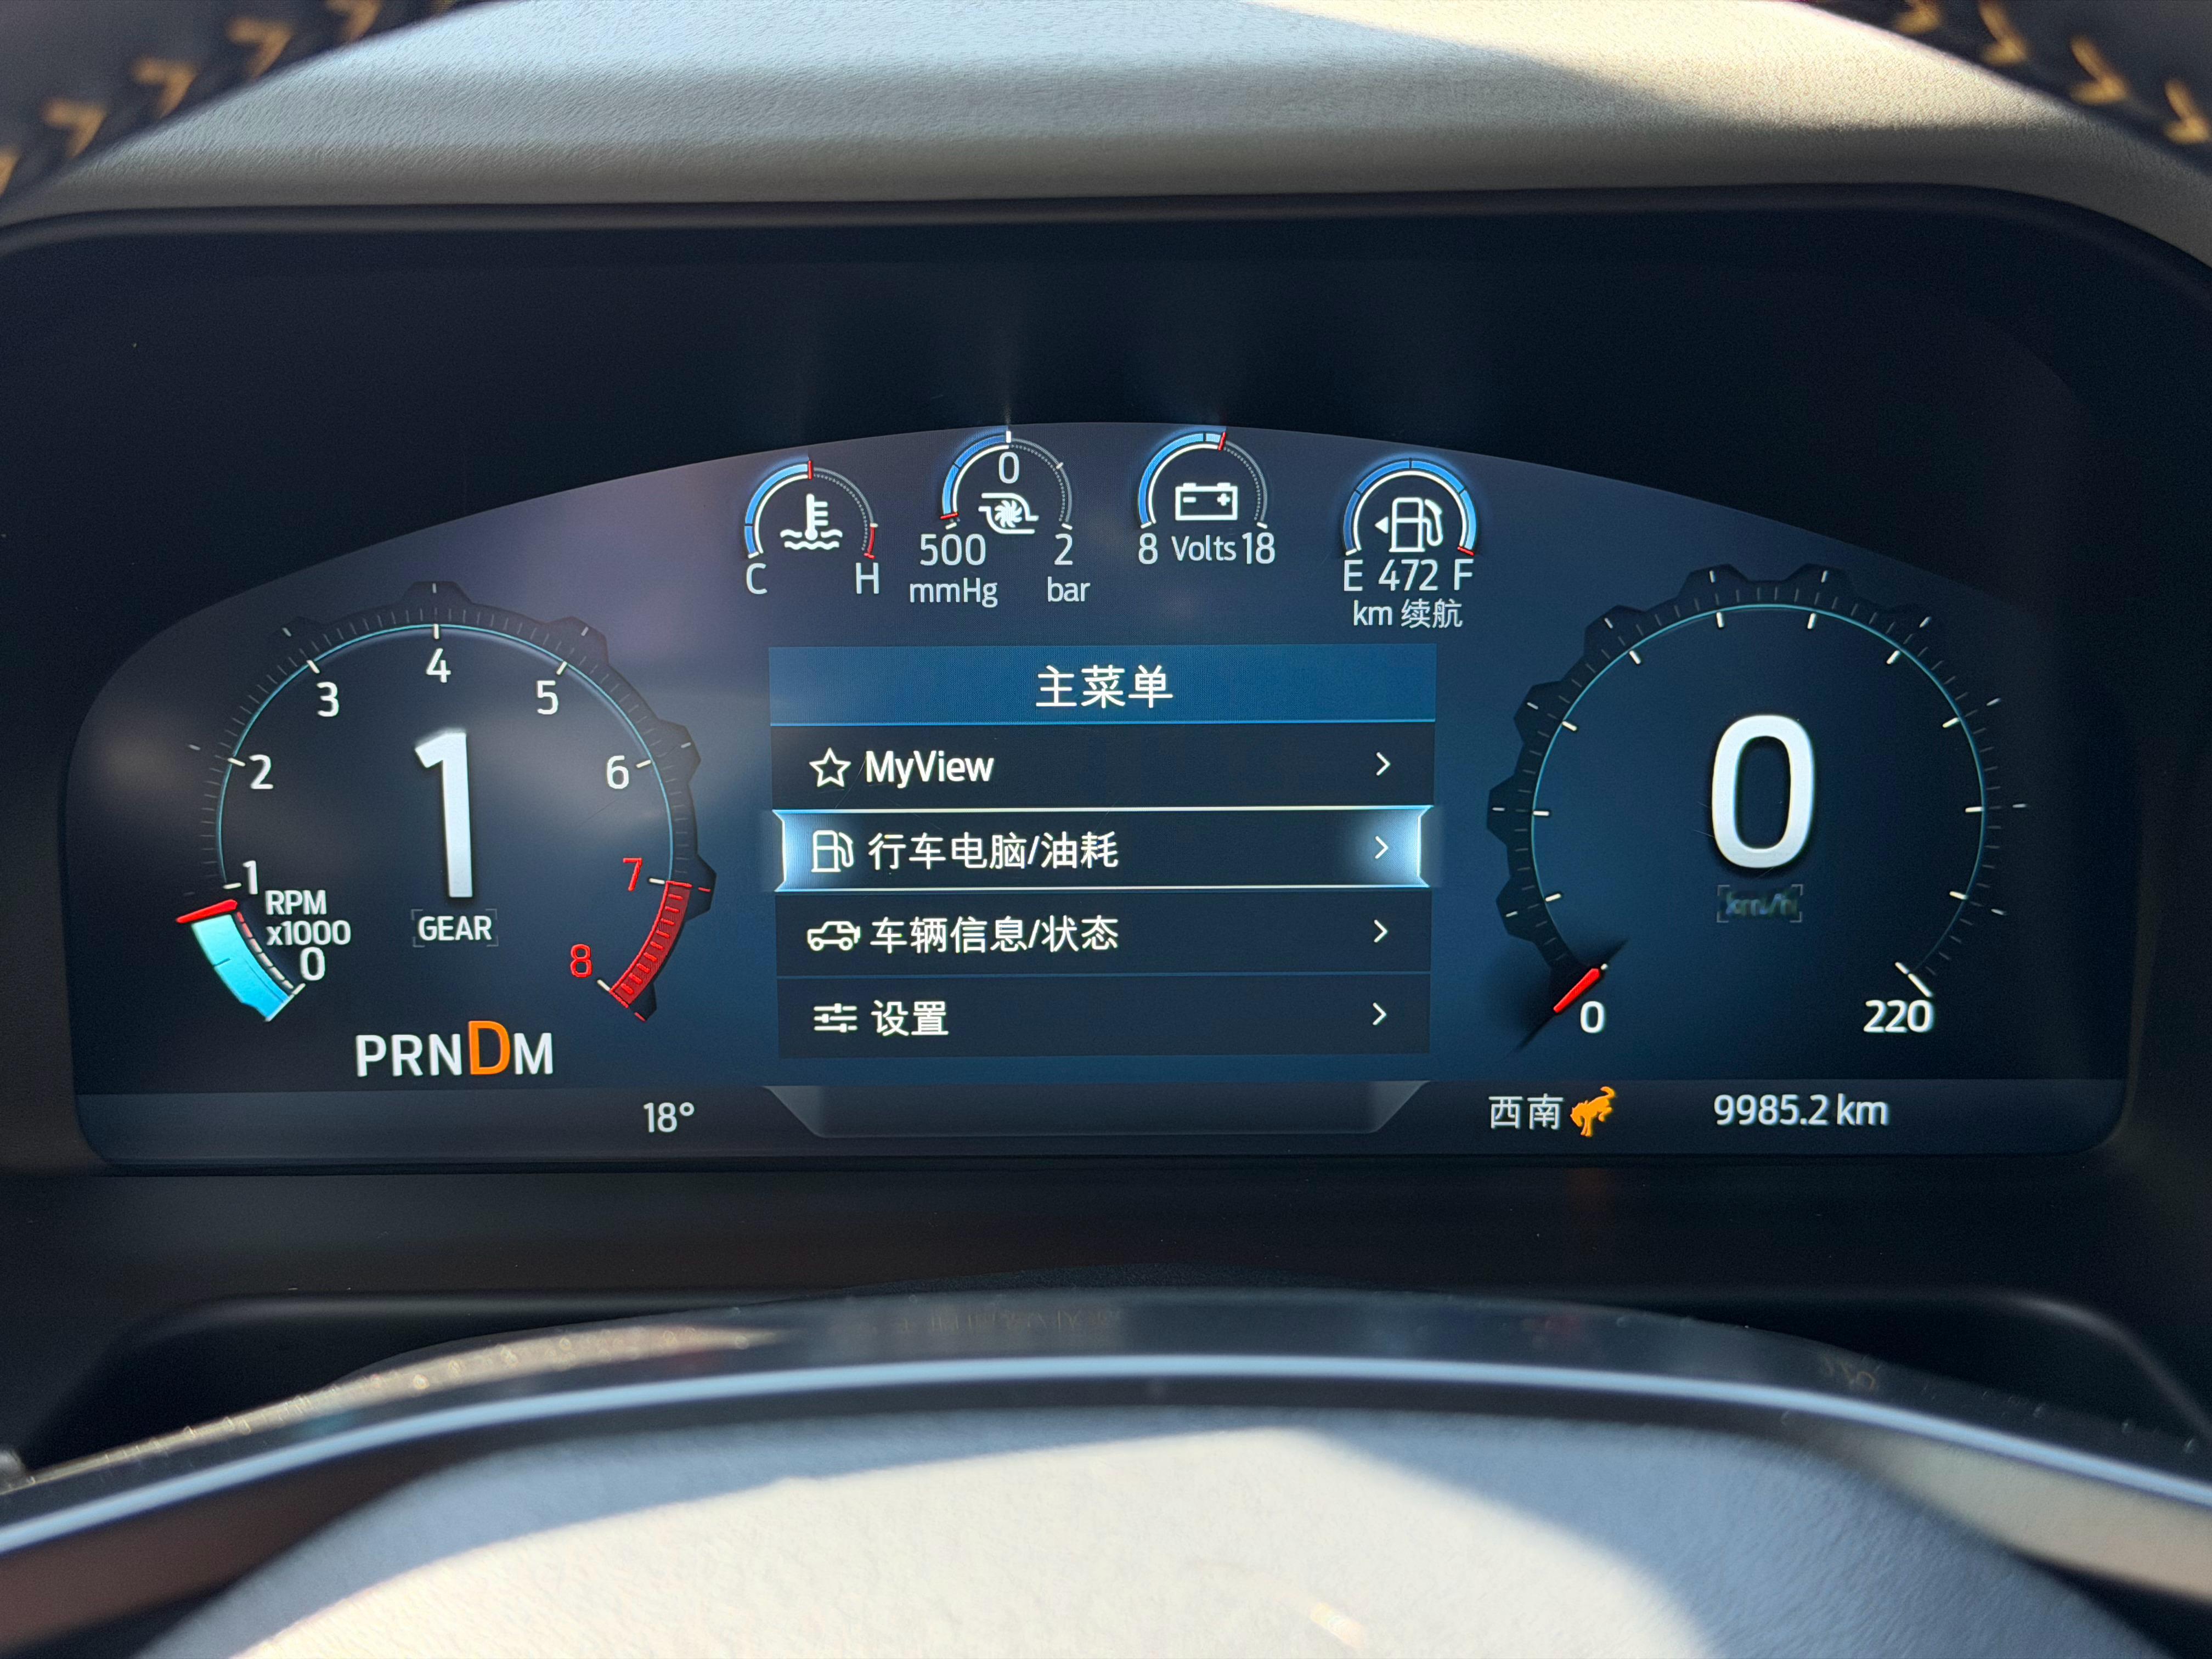 0
500 mmHg
2 bar
C H
8 Volts 18
E 472 F
km 续航
4
3 5
2 6
1 7
0 8
RPM
x1000
1
GEAR
PRNDM
主菜单
MyView
行车电脑/油耗
车辆信息/状态
设置
0
km/h
0 220
18°
西南
9985.2 km